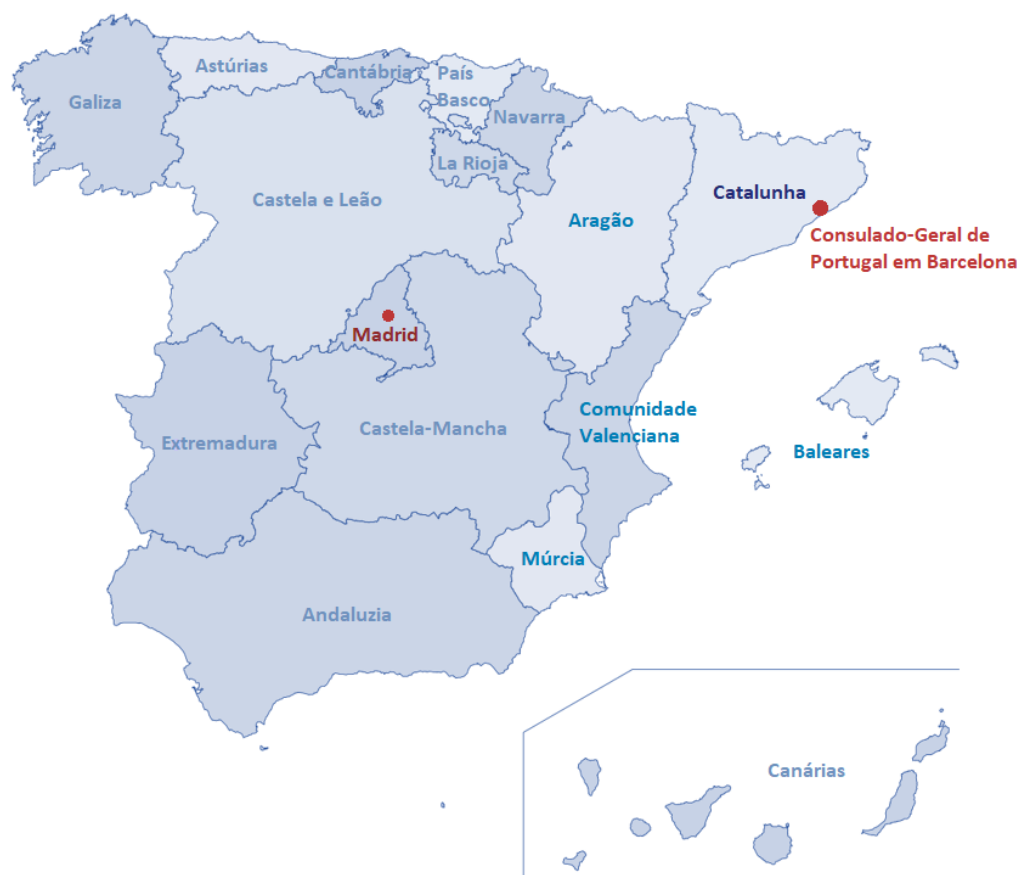 Astúrias
Cantábria
País
Basco
Galiza
Navarra
La Rioja
Castela e Leão
Catalunha
Aragão
Consulado-Geral de
Portugal em Barcelona
Madrid
Comunidade
Valenciana
Castela-Mancha
Extremadura
Baleares
Múrcia
Andaluzia
Canárias